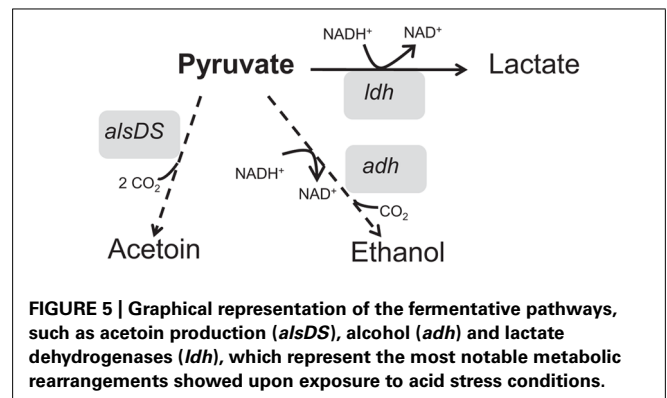 NADH⁺ NAD⁺
Pyruvate Lactate
ldh
alsDS
adh
NADH⁺
2 CO₂
NAD⁺
CO₂
Acetoin Ethanol
FIGURE 5 | Graphical representation of the fermentative pathways,
such as acetoin production (alsDS), alcohol (adh) and lactate
dehydrogenases (ldh), which represent the most notable metabolic
rearrangements showed upon exposure to acid stress conditions.